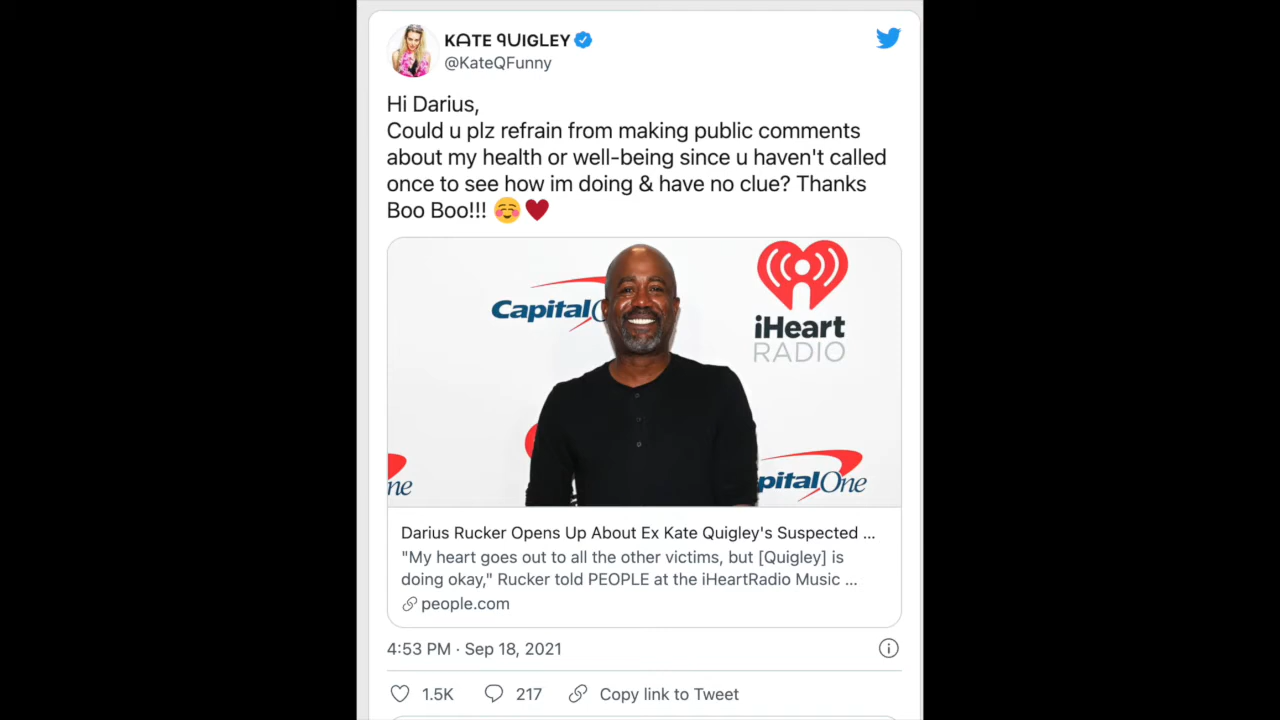 KATE QUIGLEY
@KateQFunny
Hi Darius,
Could u plz refrain from making public comments
about my health or well-being since u haven't called
once to see how im doing & have no clue? Thanks
Boo Boo!!! ☺️♥️
Capital
iHeart
RADIO
ne
pitalOne
Darius Rucker Opens Up About Ex Kate Quigley's Suspected ...
"My heart goes out to all the other victims, but [Quigley] is
doing okay," Rucker told PEOPLE at the iHeartRadio Music ...
people.com
4:53 PM · Sep 18, 2021
1.5K 217 Copy link to Tweet